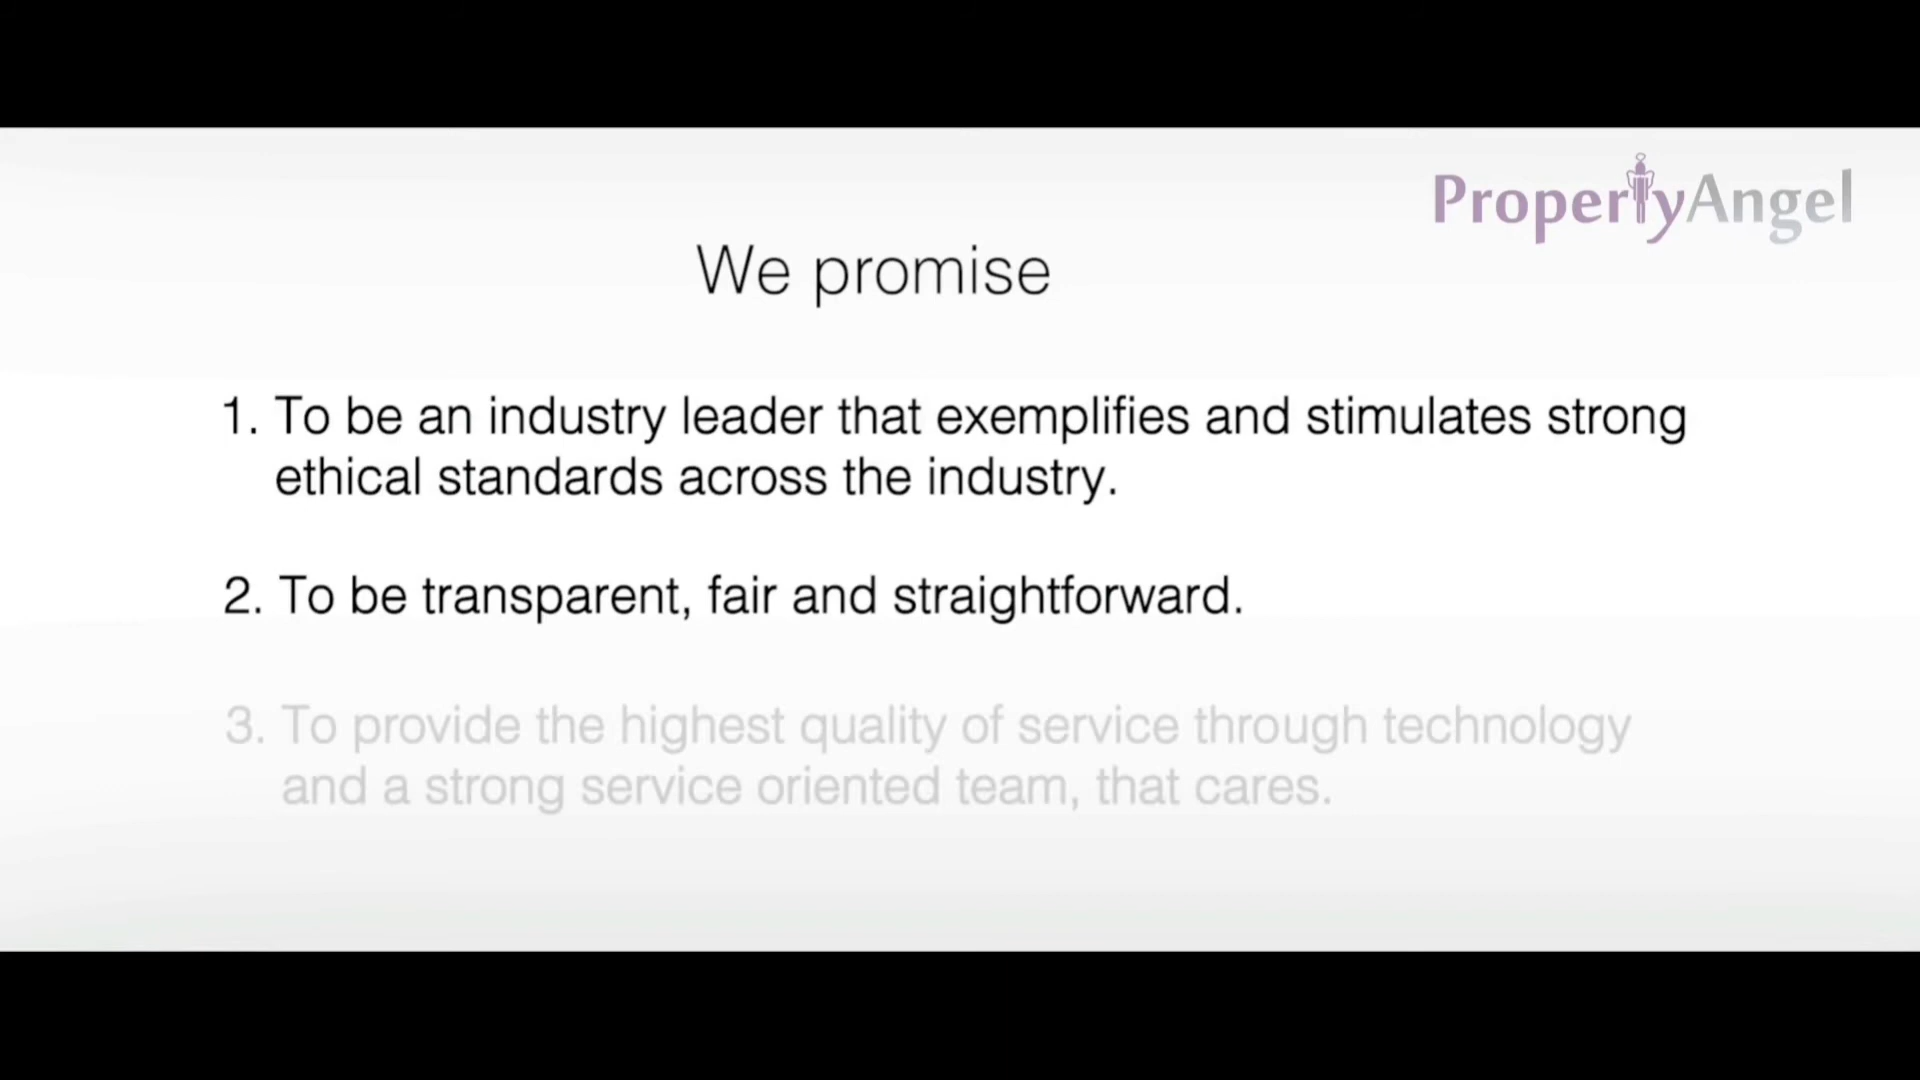 PropertyAngel
We promise
1. To be an industry leader that exemplifies and stimulates strong
ethical standards across the industry.
2. To be transparent, fair and straightforward.
3. To provide the highest quality of service through technology
and a strong service oriented team, that cares.